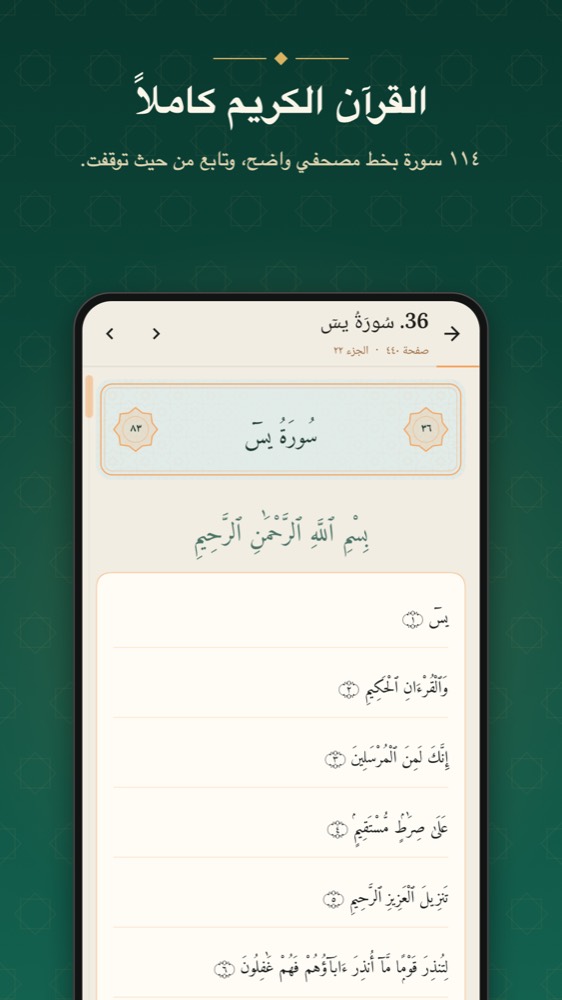 القرآن الكريم كاملاً
١١٤ سورة بخط مصحفي واضح، وتابع من حيث توقفت.
36. سُورَةُ يسٓ
صفحة ٤٤٠ · الجزء ٢٢
٣٦
سُورَةُ يسٓ
٨٣
بِسْمِ ٱللَّهِ ٱلرَّحْمَٰنِ ٱلرَّحِيمِ
يسٓ ١
وَٱلْقُرْءَانِ ٱلْحَكِيمِ ٢
إِنَّكَ لَمِنَ ٱلْمُرْسَلِينَ ٣
عَلَىٰ صِرَٰطٍ مُّسْتَقِيمٍ ٤
تَنزِيلَ ٱلْعَزِيزِ ٱلرَّحِيمِ ٥
لِتُنذِرَ قَوْمًا مَّآ أُنذِرَ ءَابَآؤُهُمْ فَهُمْ غَٰفِلُونَ ٦